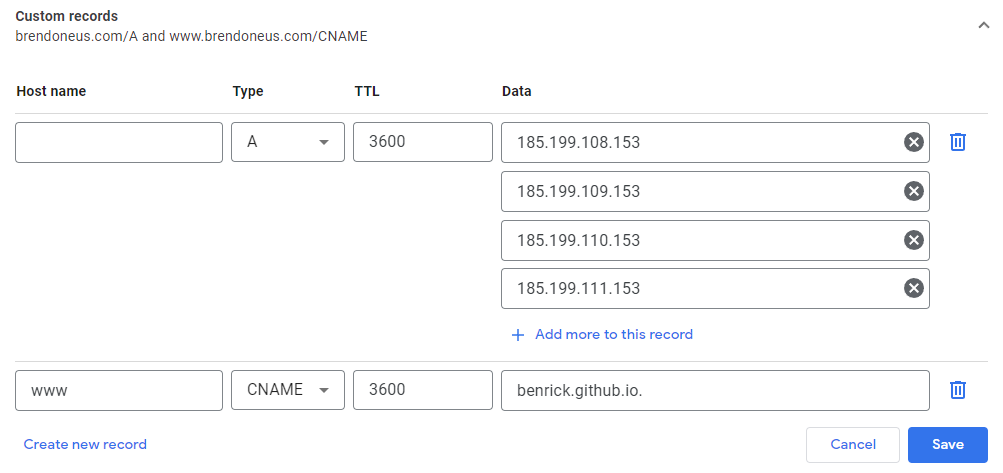 Custom records
brendoneus.com/A and www.brendoneus.com/CNAME
Host name Type TTL Data
A 3600 185.199.108.153
185.199.109.153
185.199.110.153
185.199.111.153
Add more to this record
www CNAME 3600 benrick.github.io.
Create new record Cancel Save